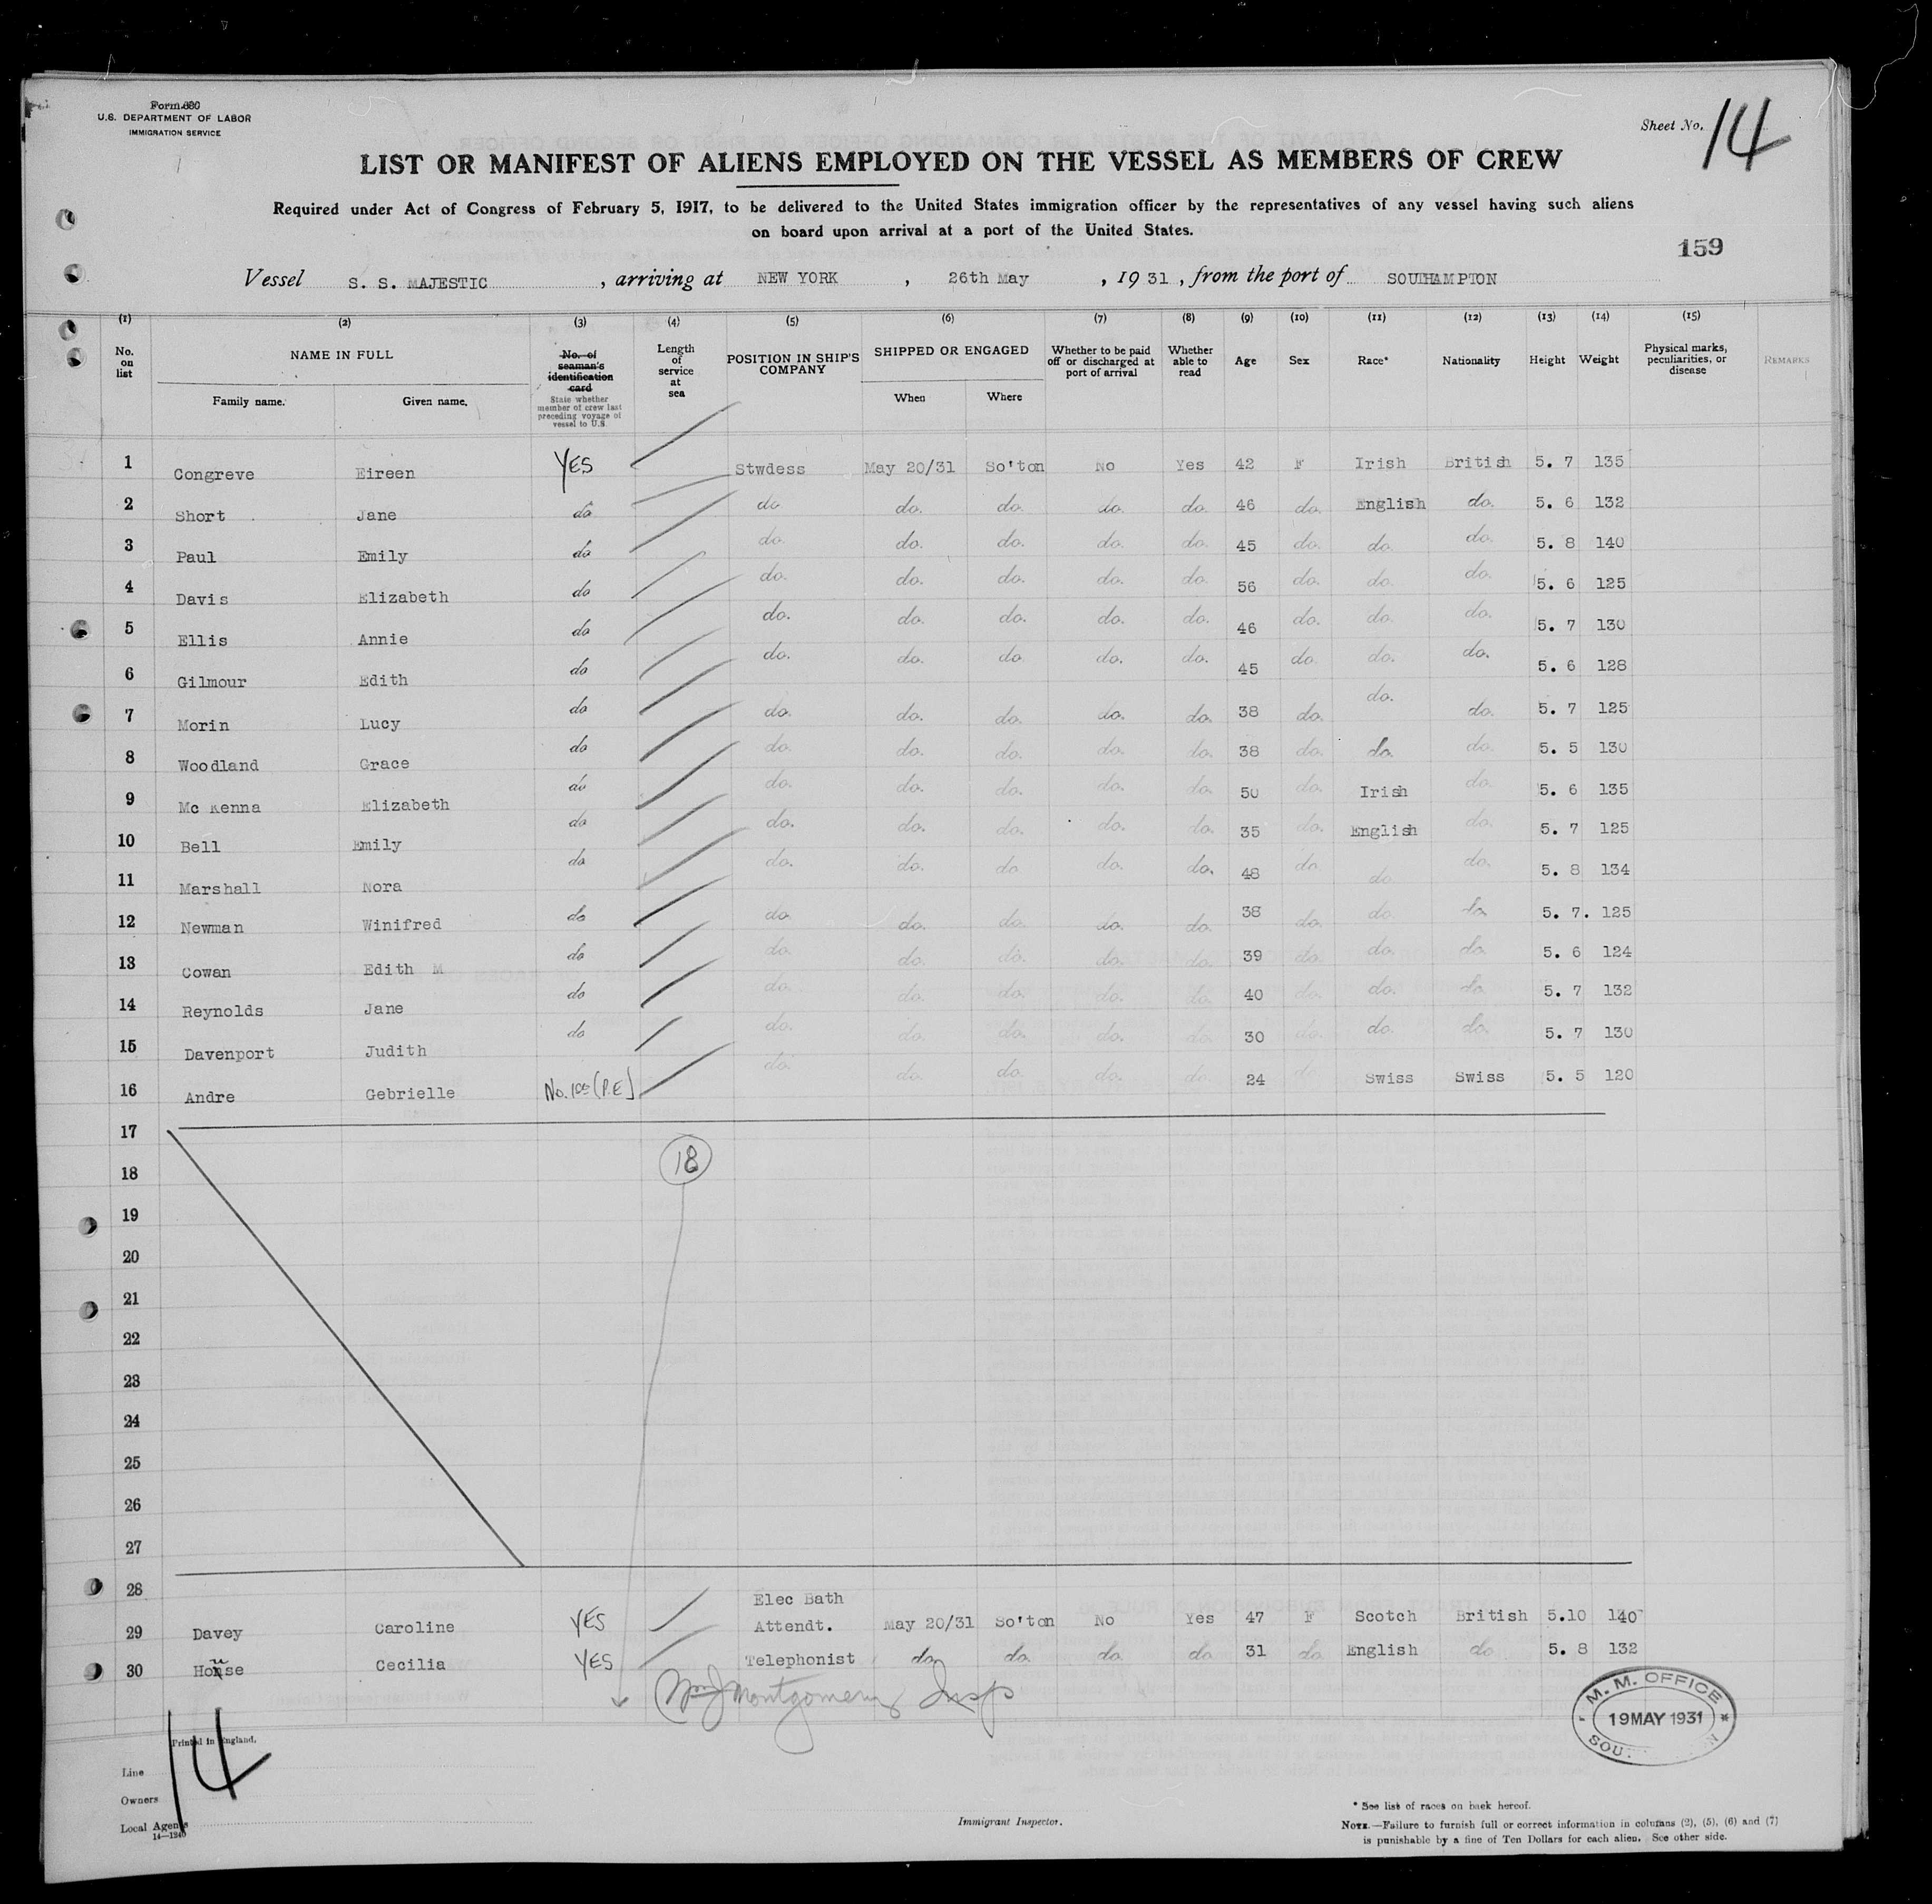 Form 680
U.S. DEPARTMENT OF LABOR
IMMIGRATION SERVICE
Sheet No. 14
LIST OR MANIFEST OF ALIENS EMPLOYED ON THE VESSEL AS MEMBERS OF CREW
Required under Act of Congress of February 5, 1917, to be delivered to the United States immigration officer by the representatives of any vessel having such aliens
on board upon arrival at a port of the United States.
159
Vessel S. S. MAJESTIC, arriving at NEW YORK, 26th May, 1931, from the port of SOUTHAMPTON
(1) (2) (3) (4) (5) (6) (7) (8) (9) (10) (11) (12) (13) (14) (15)
No. on list NAME IN FULL Family name. Given name. No. of seaman's identification card State whether member of crew last preceding voyage of vessel to U.S. Length of service at sea POSITION IN SHIP'S COMPANY SHIPPED OR ENGAGED When Where Whether to be paid off or discharged at port of arrival Whether able to read Age Sex Race* Nationality Height Weight Physical marks, peculiarities, or disease REMARKS
1 Congreve Eireen YES Stwdess May 20/31 So'ton No Yes 42 F Irish British 5. 7 135
2 Short Jane do do do. do. do. do. 46 do. English do. 5. 6 132
3 Paul Emily do do. do. do. do. do. 45 do. do. do. 5. 8 140
4 Davis Elizabeth do do. do. do. do. do. 56 do. do. do. 5. 6 125
5 Ellis Annie do do. do. do. do. do. 46 do. do. do. 5. 7 130
6 Gilmour Edith do do. do. do do. do. 45 do do. do. 5. 6 128
7 Morin Lucy do do. do. do. do. do. 38 do. do. do. 5. 7 125
8 Woodland Grace do do. do. do. do. do. 38 do. do. do. 5. 5 130
9 Mc Kenna Elizabeth do do. do. do. do. do. 50 do. Irish do. 5. 6 135
10 Bell Emily do do. do. do. do. do. 35 do. English do. 5. 7 125
11 Marshall Nora do do. do. do do. do. 48 do do do. 5. 8 134
12 Newman Winifred do do. do. do. do. do. 38 do. do. do 5. 7. 125
13 Cowan Edith M do do. do. do. do. do. 39 do. do. do. 5. 6 124
14 Reynolds Jane do do. do. do. do. do. 40 do. do. do. 5. 7 132
15 Davenport Judith do do. do. do. do. do. 30 do. do. do. 5. 7 130
16 Andre Gebrielle No. (P.E) do. do. do. do. do. 24 do. Swiss Swiss 5. 5 120
17
18
18
19
20
21
22
23
24
25
26
27
28
29 Davey Caroline YES Elec Bath Attendt. May 20/31 So'ton No Yes 47 F Scotch British 5.10 140
30 House Cecilia YES Telephonist do. do. do. do. 31 do. English do 5. 8 132
Wm J Montgomery Insp
M. M. OFFICE
19 MAY 1931
SOU
Printed in England.
14
Line
Owners
Local Agents
14—1240
Immigrant Inspector.
* See list of races on back hereof.
NOTE.—Failure to furnish full or correct information in columns (2), (5), (6) and (7)
is punishable by a fine of Ten Dollars for each alien. See other side.